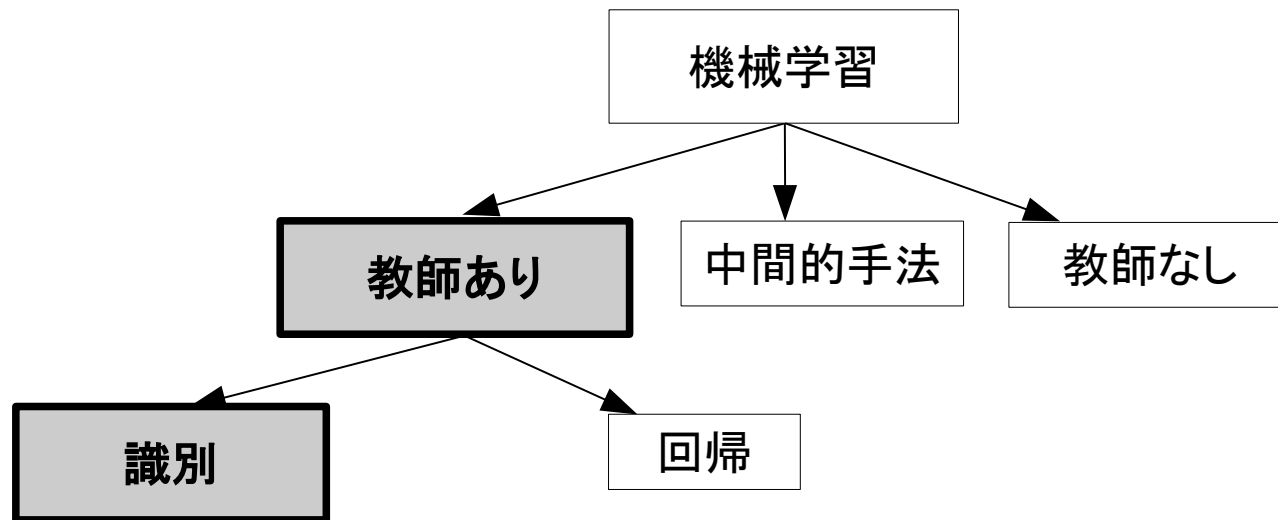 機械学習
教師あり
中間的手法
教師なし
識別
回帰